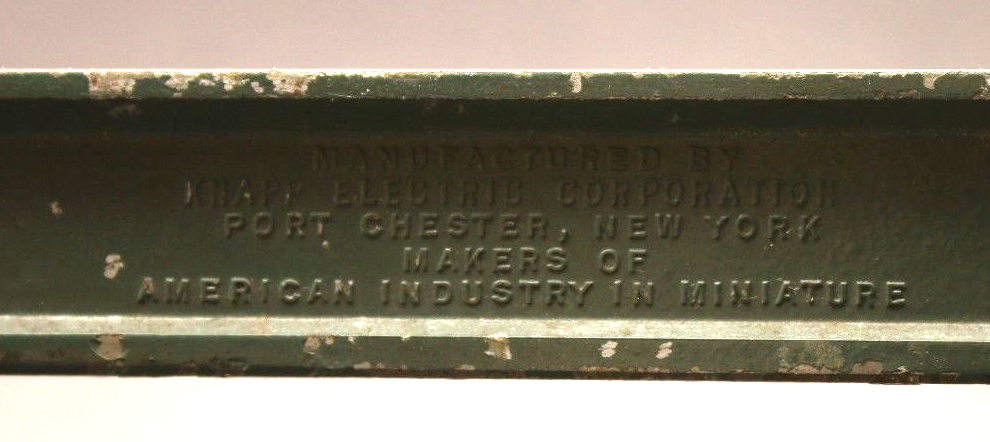 MANUFACTURED BY
KNAPP ELECTRIC CORPORATION
PORT CHESTER, NEW YORK
MAKERS OF
AMERICAN INDUSTRY IN MINIATURE